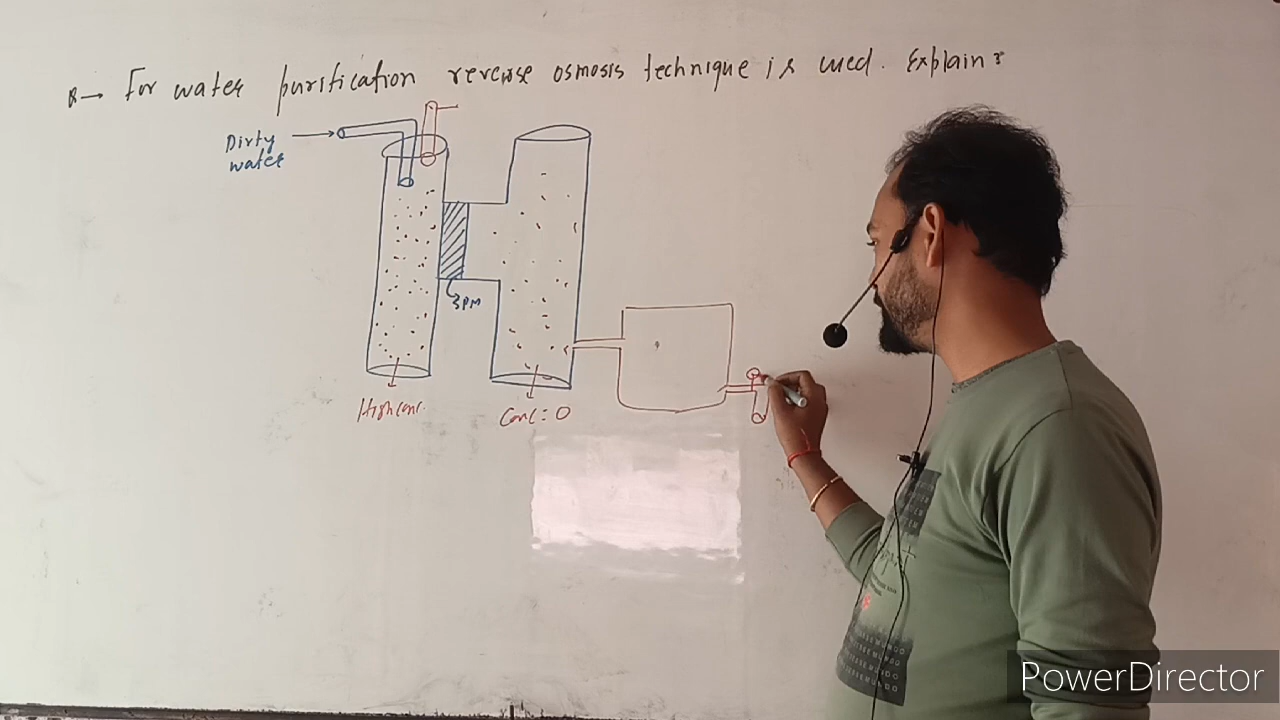 Q→ For water purification reverse osmosis technique is used. Explain?
Dirty
water
SPM
High conc.
Conc = 0
PowerDirector